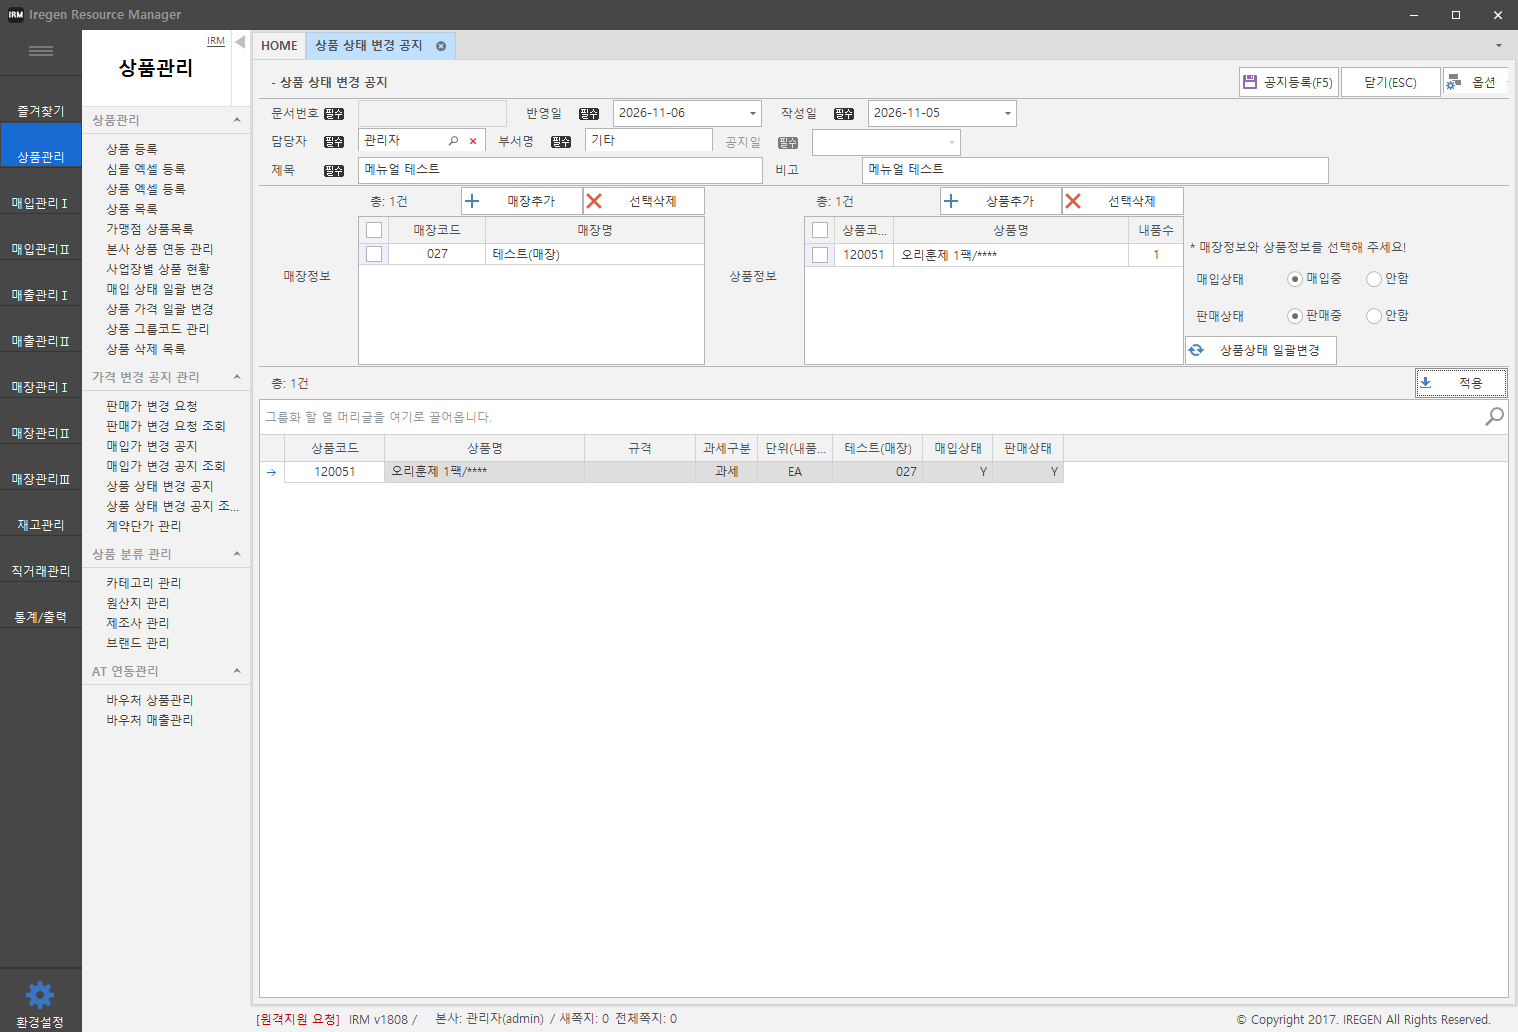 IRM Iregen Resource Manager
즐겨찾기
상품관리
매입관리 Ⅰ
매입관리 Ⅱ
매출관리 Ⅰ
매출관리 Ⅱ
매장관리 Ⅰ
매장관리 Ⅱ
매장관리 Ⅲ
재고관리
직거래관리
통계/출력
환경설정
IRM
상품관리
상품관리
상품 등록
심플 엑셀 등록
상품 엑셀 등록
상품 목록
가맹점 상품목록
본사 상품 연동 관리
사업장별 상품 현황
매입 상태 일괄 변경
상품 가격 일괄 변경
상품 그룹코드 관리
상품 삭제 목록
가격 변경 공지 관리
판매가 변경 요청
판매가 변경 요청 조회
매입가 변경 공지
매입가 변경 공지 조회
상품 상태 변경 공지
상품 상태 변경 공지 조...
계약단가 관리
상품 분류 관리
카테고리 관리
원산지 관리
제조사 관리
브랜드 관리
AT 연동관리
바우처 상품관리
바우처 매출관리
HOME 상품 상태 변경 공지
- 상품 상태 변경 공지 공지등록(F5) 닫기(ESC) 옵션
문서번호 필수 반영일 필수 2026-11-06 작성일 필수 2026-11-05
담당자 필수 관리자 부서명 필수 기타 공지일 필수
제목 필수 메뉴얼 테스트 비고 메뉴얼 테스트
총: 1건 매장추가 선택삭제 총: 1건 상품추가 선택삭제
매장정보
매장코드 매장명
027 테스트(매장)
상품정보
상품코... 상품명 내품수
120051 오리훈제 1팩/**** 1
* 매장정보와 상품정보를 선택해 주세요!
매입상태 매입중 안함
판매상태 판매중 안함
상품상태 일괄변경
총: 1건 적용
그룹화 할 열 머리글을 여기로 끌어옵니다.
상품코드 상품명 규격 과세구분 단위(내품... 테스트(매장) 매입상태 판매상태
120051 오리훈제 1팩/**** 과세 EA 027 Y Y
[원격지원 요청] IRM v1808 / 본사: 관리자(admin) / 새쪽지: 0 전체쪽지: 0 © Copyright 2017. IREGEN All Rights Reserved.